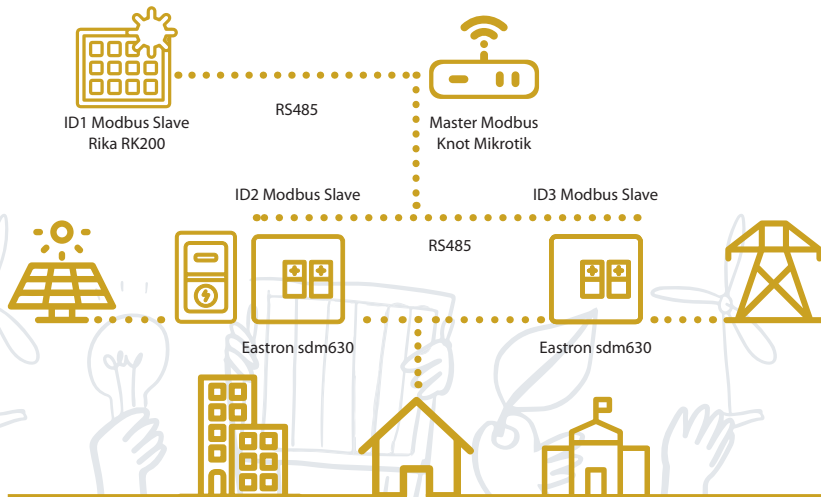 ID1 Modbus Slave
Rika RK200
RS485
Master Modbus
Knot Mikrotik
ID2 Modbus Slave
ID3 Modbus Slave
RS485
Eastron sdm630
Eastron sdm630